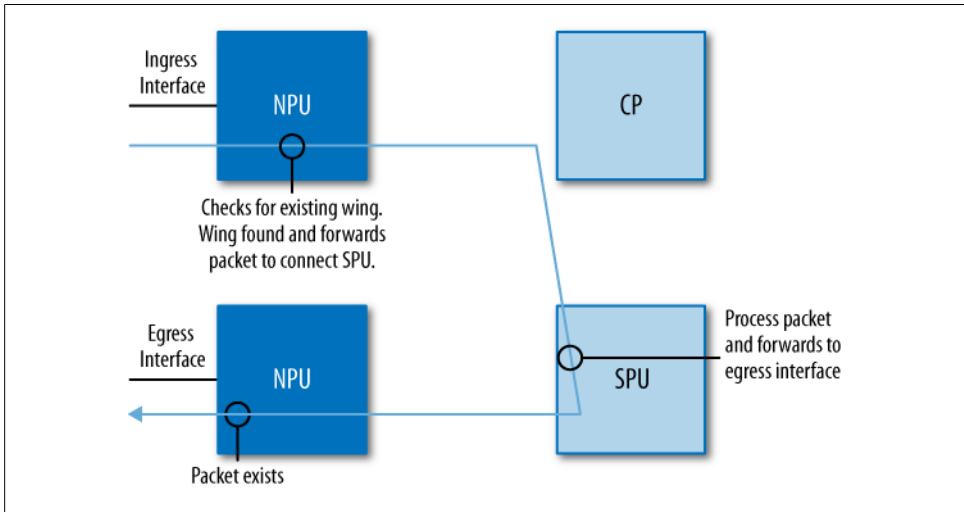 Ingress
Interface
NPU
CP
Checks for existing wing.
Wing found and forwards
packet to connect SPU.
Egress
Interface
NPU
SPU
Process packet
and forwards to
egress interface
Packet exists